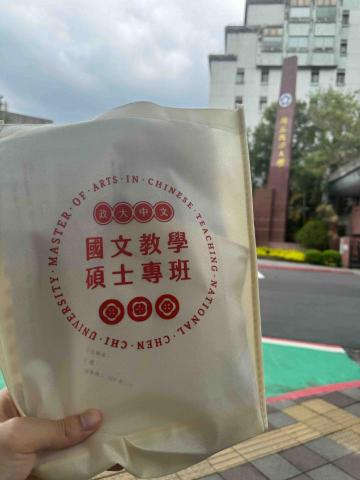 MASTER·OF·ARTS·IN·CHINESE·TEACHING·NATIONAL·CHEN·CHI·UNIVERSITY·
政大中文
國文教學
碩士專班